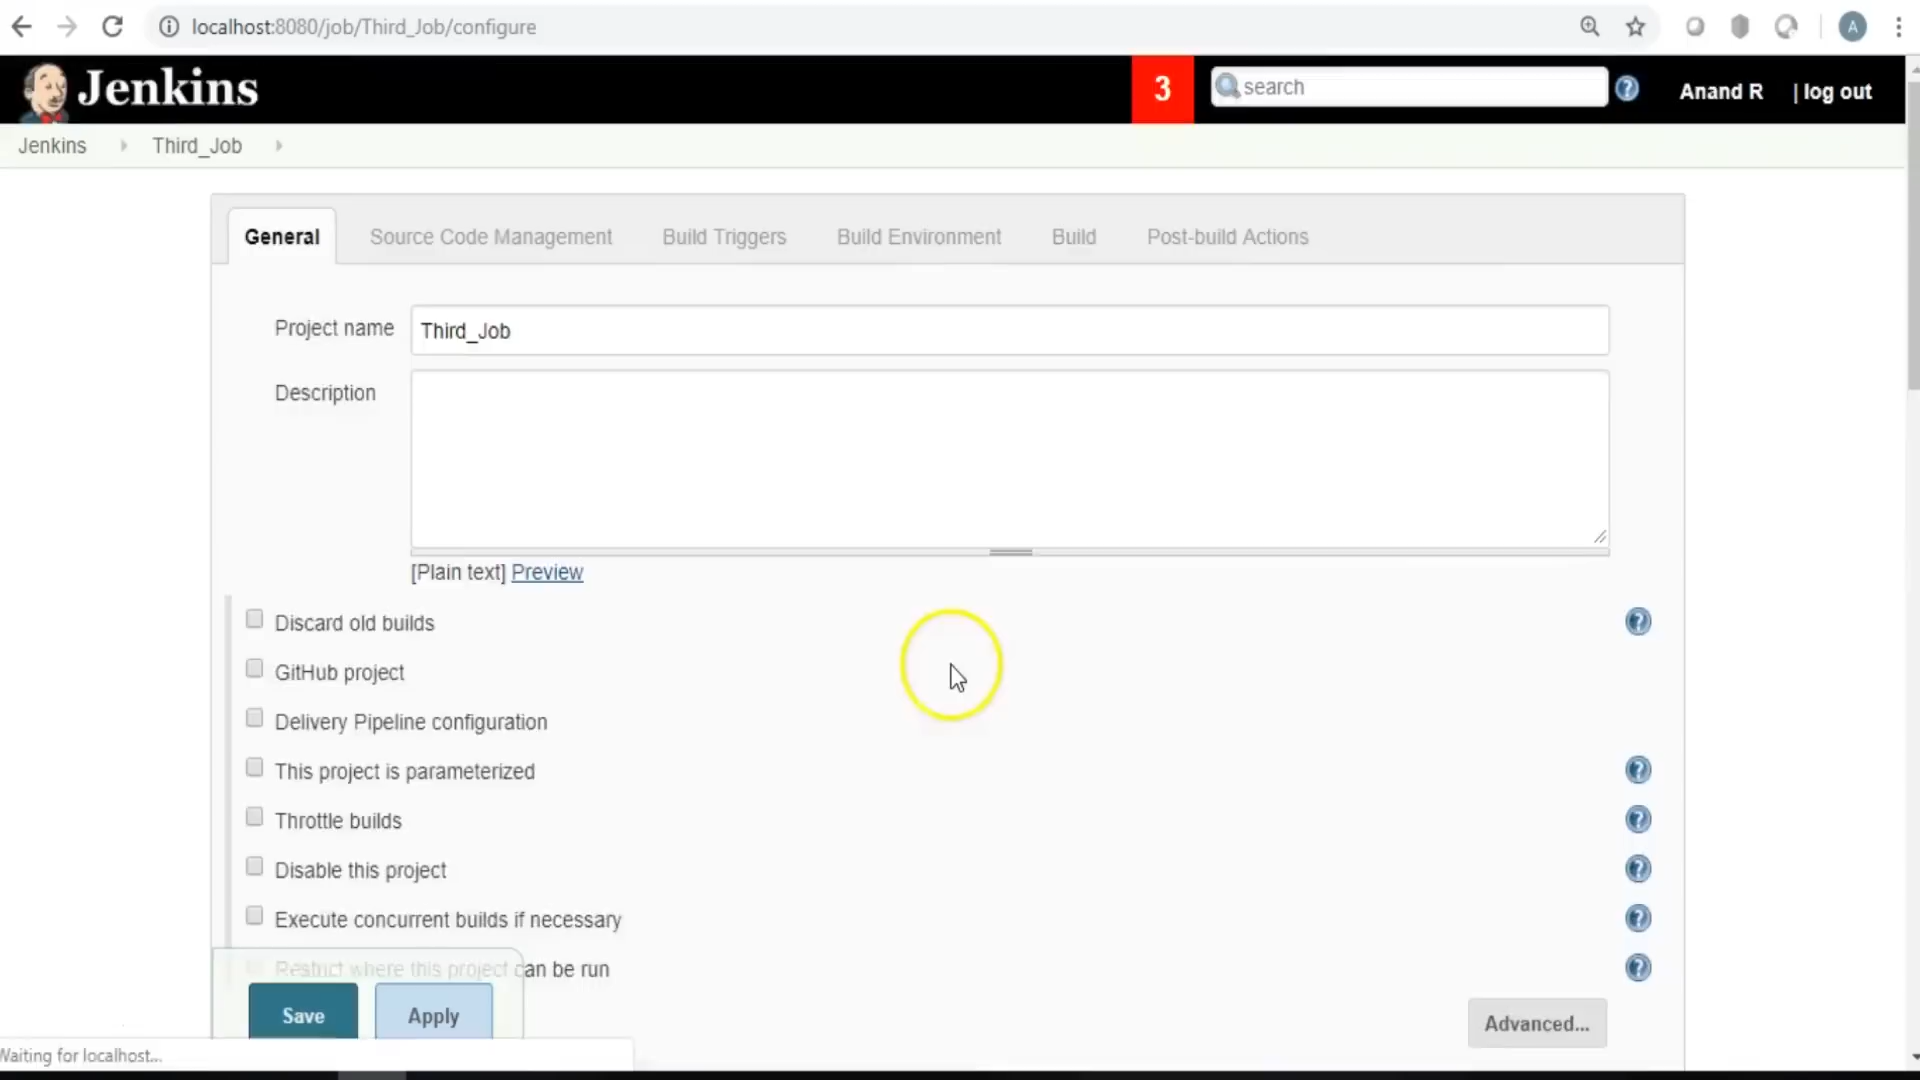 localhost:8080/job/Third_Job/configure
A
Jenkins
3
search
?
Anand R
| log out
Jenkins
Third_Job
General
Source Code Management
Build Triggers
Build Environment
Build
Post-build Actions
Project name
Third_Job
Description
[Plain text] Preview
Discard old builds
?
GitHub project
Delivery Pipeline configuration
This project is parameterized
?
Throttle builds
?
Disable this project
?
Execute concurrent builds if necessary
?
Restrict where this project can be run
?
Save
Apply
Advanced...
Waiting for localhost...